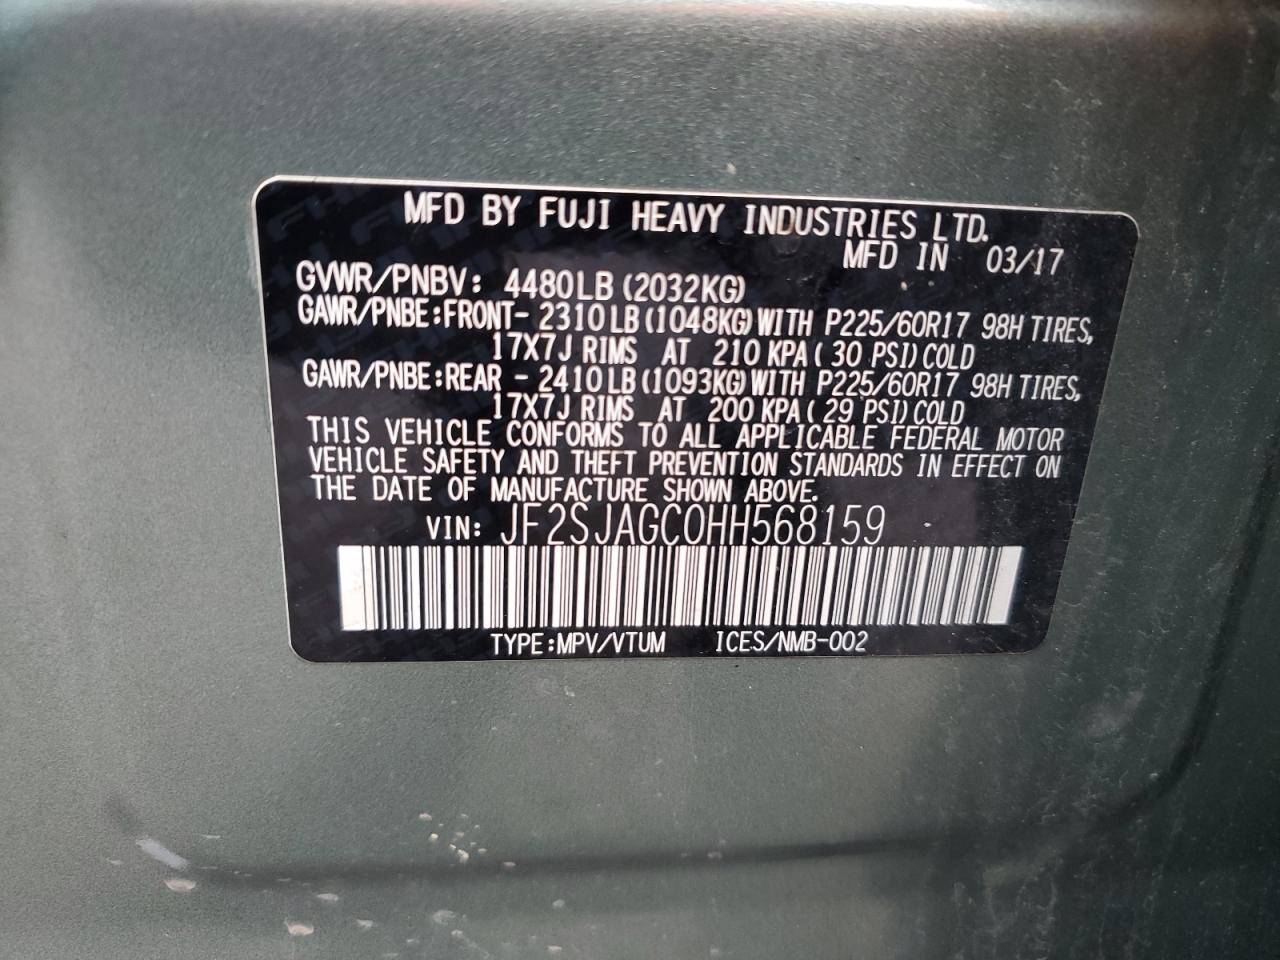 MFD BY FUJI HEAVY INDUSTRIES LTD.
MFD IN 03/17
GVWR/PNBV: 4480LB (2032KG)
GAWR/PNBE:FRONT- 2310LB(1048KG)WITH P225/60R17 98H TIRES,
17X7J RIMS AT 210 KPA( 30 PSI)COLD
GAWR/PNBE:REAR - 2410LB(1093KG)WITH P225/60R17 98H TIRES,
17X7J RIMS AT 200 KPA( 29 PSI)COLD
THIS VEHICLE CONFORMS TO ALL APPLICABLE FEDERAL MOTOR
VEHICLE SAFETY AND THEFT PREVENTION STANDARDS IN EFFECT ON
THE DATE OF MANUFACTURE SHOWN ABOVE.
VIN: JF2SJAGC0HH568159
TYPE:MPV/VTUM ICES/NMB-002